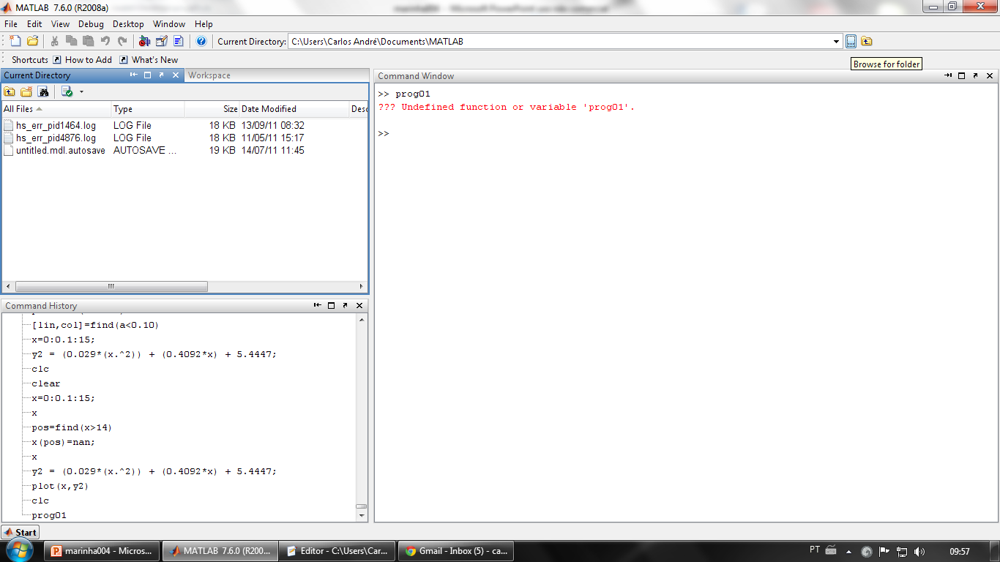 MATLAB 7.6.0 (R2008a)
File Edit View Debug Desktop Window Help
Current Directory: C:\Users\Carlos André\Documents\MATLAB
Browse for folder
Shortcuts How to Add What's New
Current Directory
Workspace
All Files Type Size Date Modified Desc
hs_err_pid1464.log LOG File 18 KB 13/09/11 08:32
hs_err_pid4876.log LOG File 18 KB 11/05/11 15:17
untitled.mdl.autosave AUTOSAVE ... 19 KB 14/07/11 11:45
Command History
[lin,col]=find(a<0.10)
x=0:0.1:15;
y2 = (0.029*(x.^2)) + (0.4092*x) + 5.4447;
clc
clear
x=0:0.1:15;
x
pos=find(x>14)
x(pos)=nan;
x
y2 = (0.029*(x.^2)) + (0.4092*x) + 5.4447;
plot(x,y2)
clc
prog01
Command Window
>> prog01
??? Undefined function or variable 'prog01'.
>>
Start
marinha004 - Micros...
MATLAB 7.6.0 (R200...
Editor - C:\Users\Car...
Gmail - Inbox (5) - ca...
PT
09:57